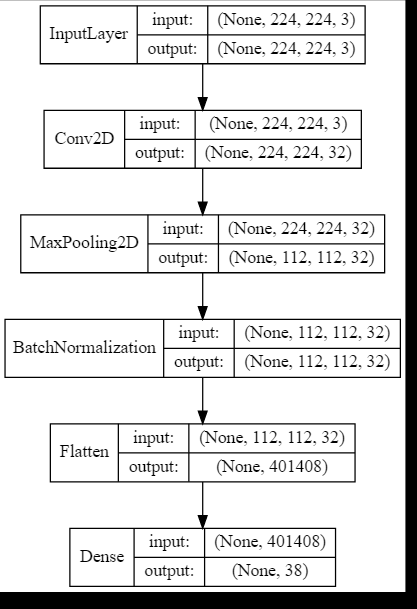 InputLayer
input: (None, 224, 224, 3)
output: (None, 224, 224, 3)
Conv2D
input: (None, 224, 224, 3)
output: (None, 224, 224, 32)
MaxPooling2D
input: (None, 224, 224, 32)
output: (None, 112, 112, 32)
BatchNormalization
input: (None, 112, 112, 32)
output: (None, 112, 112, 32)
Flatten
input: (None, 112, 112, 32)
output: (None, 401408)
Dense
input: (None, 401408)
output: (None, 38)